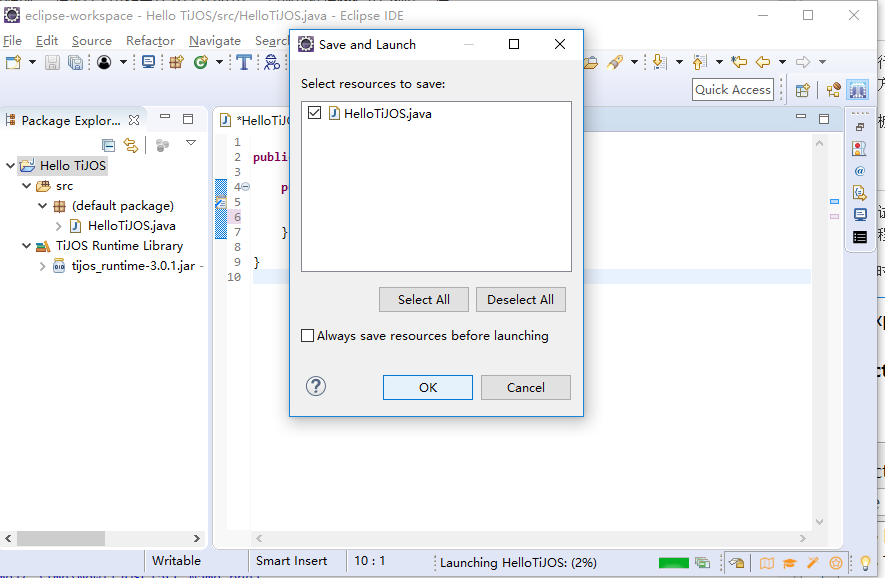 eclipse-workspace - Hello TiJOS/src/HelloTiJOS.java - Eclipse IDE
File Edit Source Refactor Navigate Search
Quick Access
Package Explor...
*HelloTiJO
Hello TiJOS
src
(default package)
HelloTiJOS.java
TiJOS Runtime Library
tijos_runtime-3.0.1.jar -
1
2 public
3
4
5
6
7 }
8
9 }
10
Save and Launch
Select resources to save:
HelloTiJOS.java
Select All Deselect All
Always save resources before launching
OK Cancel
Writable Smart Insert 10 : 1 Launching HelloTiJOS: (2%)